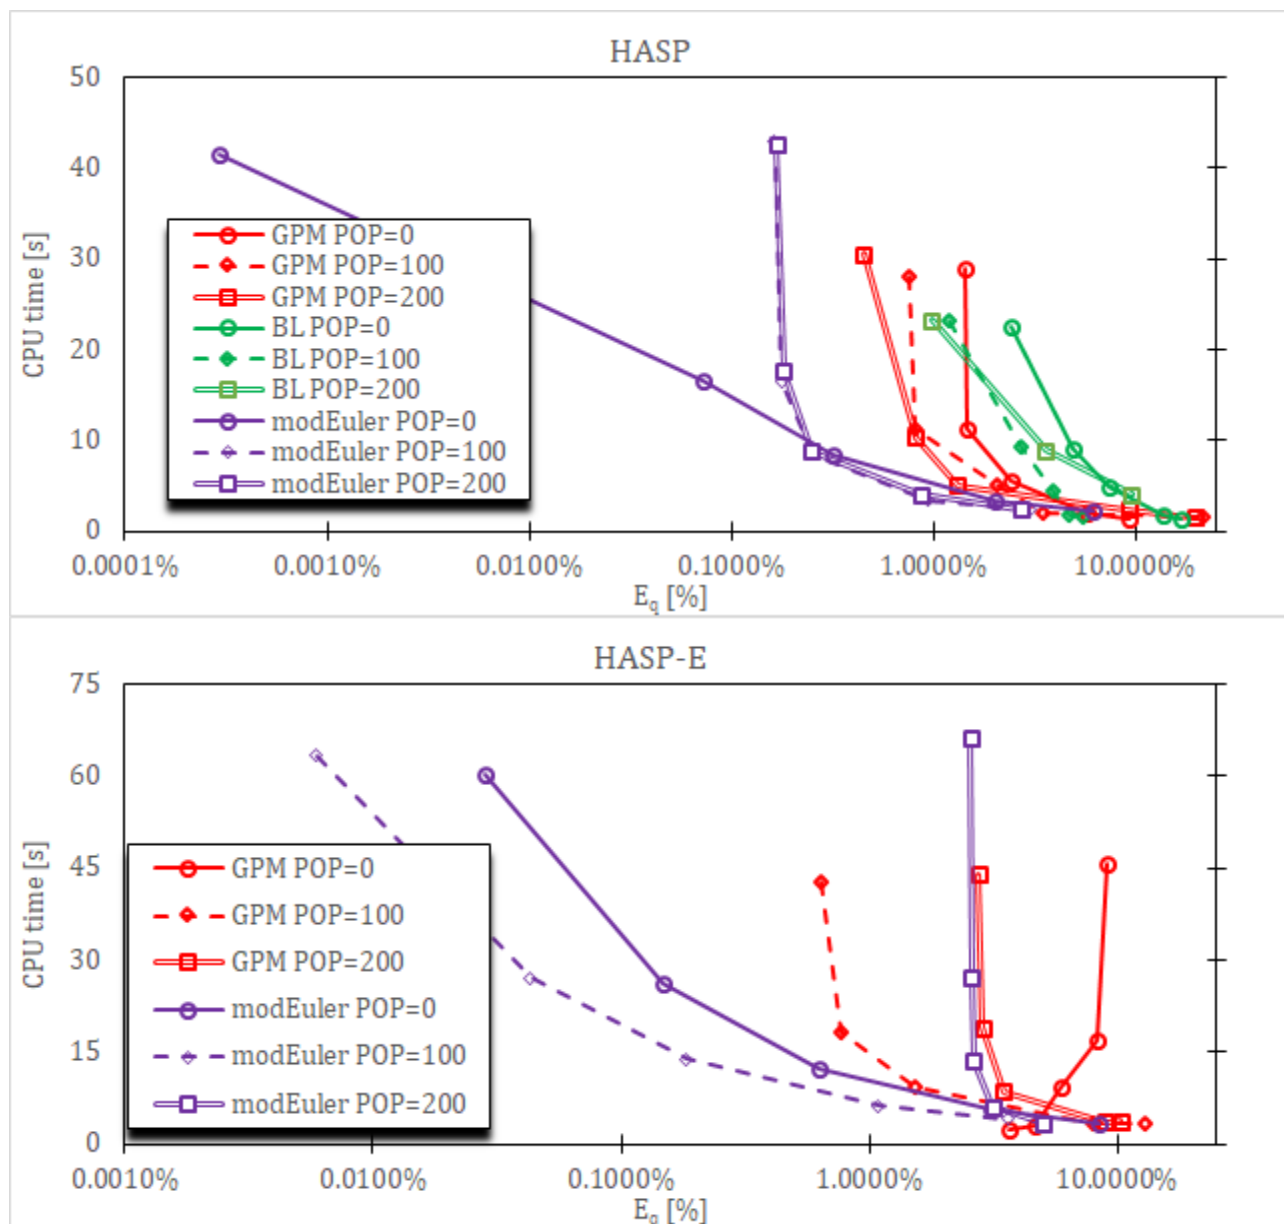 HASP
50
40
30
20
10
0
CPU time [s]
GPM POP=0
GPM POP=100
GPM POP=200
BL POP=0
BL POP=100
BL POP=200
modEuler POP=0
modEuler POP=100
modEuler POP=200
0.0001% 0.0010% 0.0100% 0.1000% 1.0000% 10.0000%
Eq [%]
HASP-E
75
60
45
30
15
0
CPU time [s]
GPM POP=0
GPM POP=100
GPM POP=200
modEuler POP=0
modEuler POP=100
modEuler POP=200
0.0010% 0.0100% 0.1000% 1.0000% 10.0000%
Eq [%]